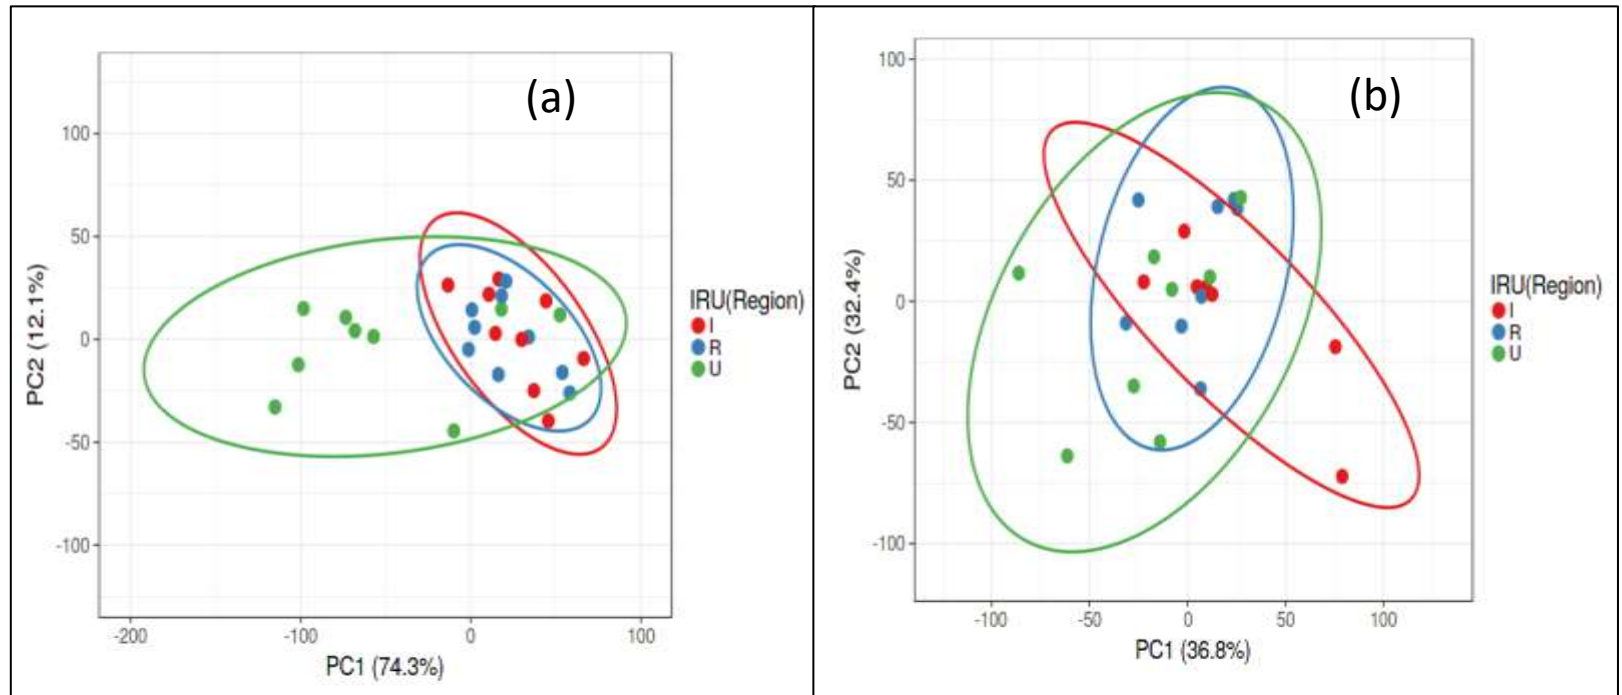 (a)
100
50
0
-50
-100
PC2 (12.1%)
-200
-100
0
100
PC1 (74.3%)
IRU(Region)
I
R
U
(b)
100
50
0
-50
-100
PC2 (32.4%)
-100
-50
0
50
100
PC1 (36.8%)
IRU(Region)
I
R
U